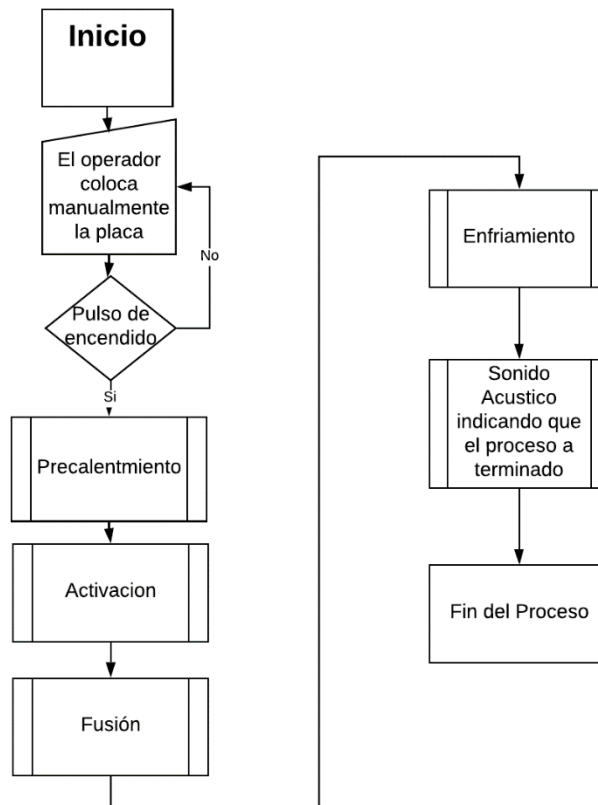 Inicio
El operador
coloca
manualmente
la placa
No
Pulso de
encendido
Si
Precalentmiento
Activacion
Fusión
Enfriamiento
Sonido
Acustico
indicando que
el proceso a
terminado
Fin del Proceso